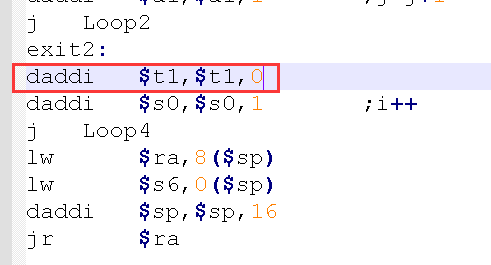 j Loop2
exit2:
daddi $t1,$t1,0
daddi $s0,$s0,1 ;i++
j Loop4
lw $ra,8($sp)
lw $s6,0($sp)
daddi $sp,$sp,16
jr $ra